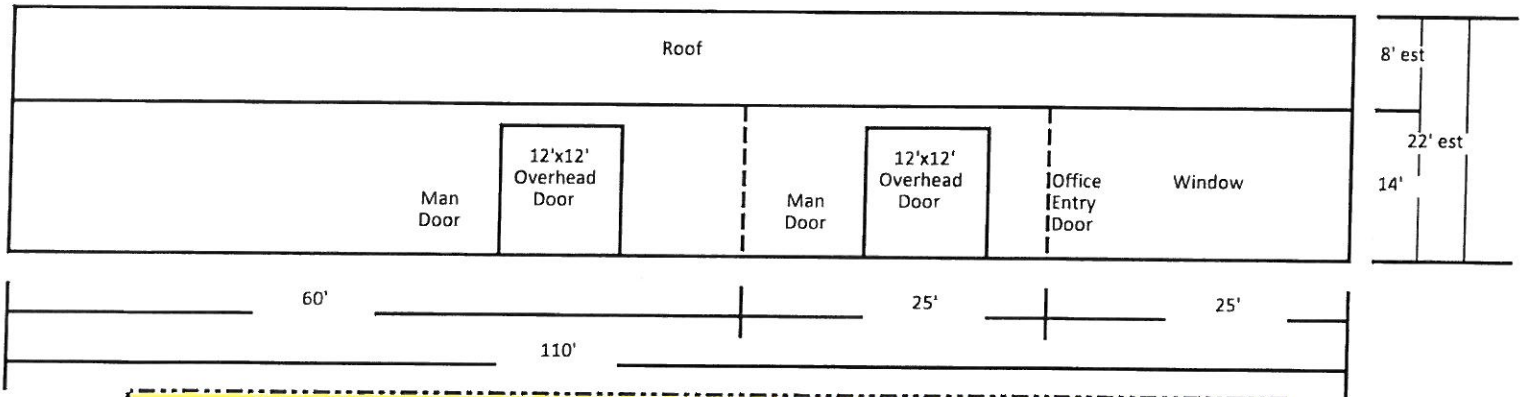 Roof
8' est
22' est
14'
12'x12'
Overhead
Door
Man
Door
12'x12'
Overhead
Door
Man
Door
Office
Entry
Door
Window
60'
25'
25'
110'